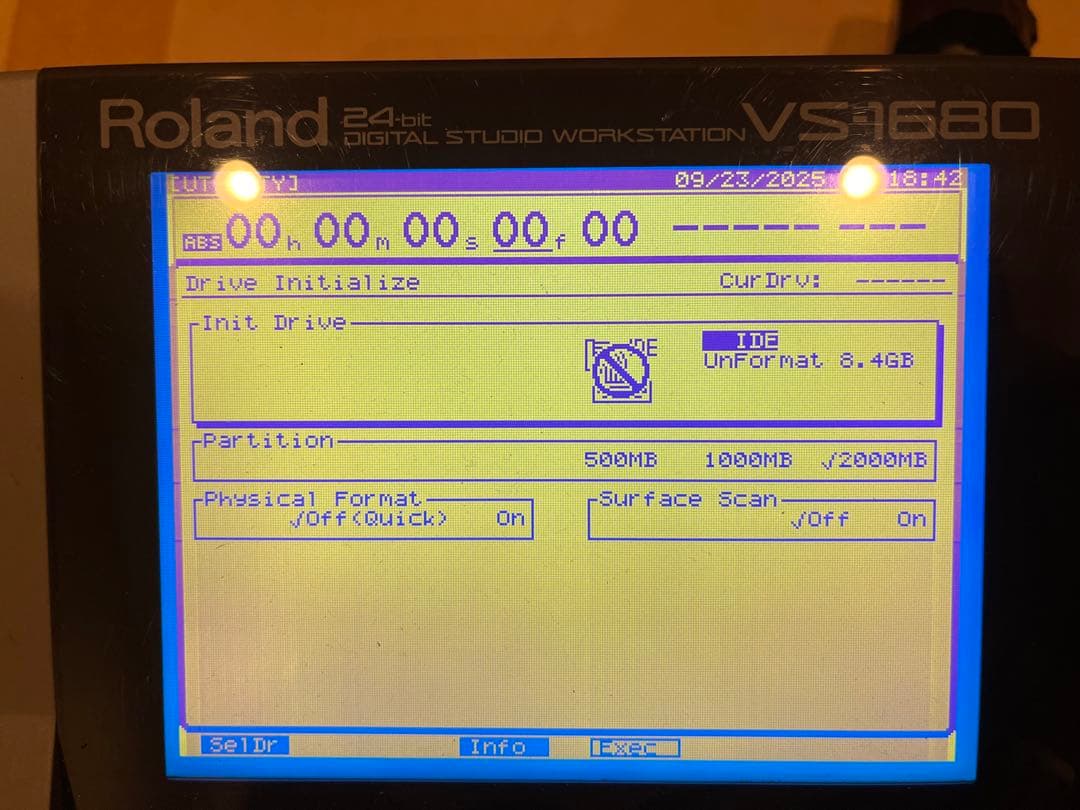 Roland 24-bit DIGITAL STUDIO WORKSTATION VS-1680
09/23/2025 18:42
ABS 00h 00m 00s 00f 00 ------ ---
Drive Initialize CurDrv: ------
Init Drive
IDE
UnFormat 8.4GB
Partition
500MB 1000MB √2000MB
Physical Format Surface Scan
√Off(Quick) On √Off On
SelDr Info Exec